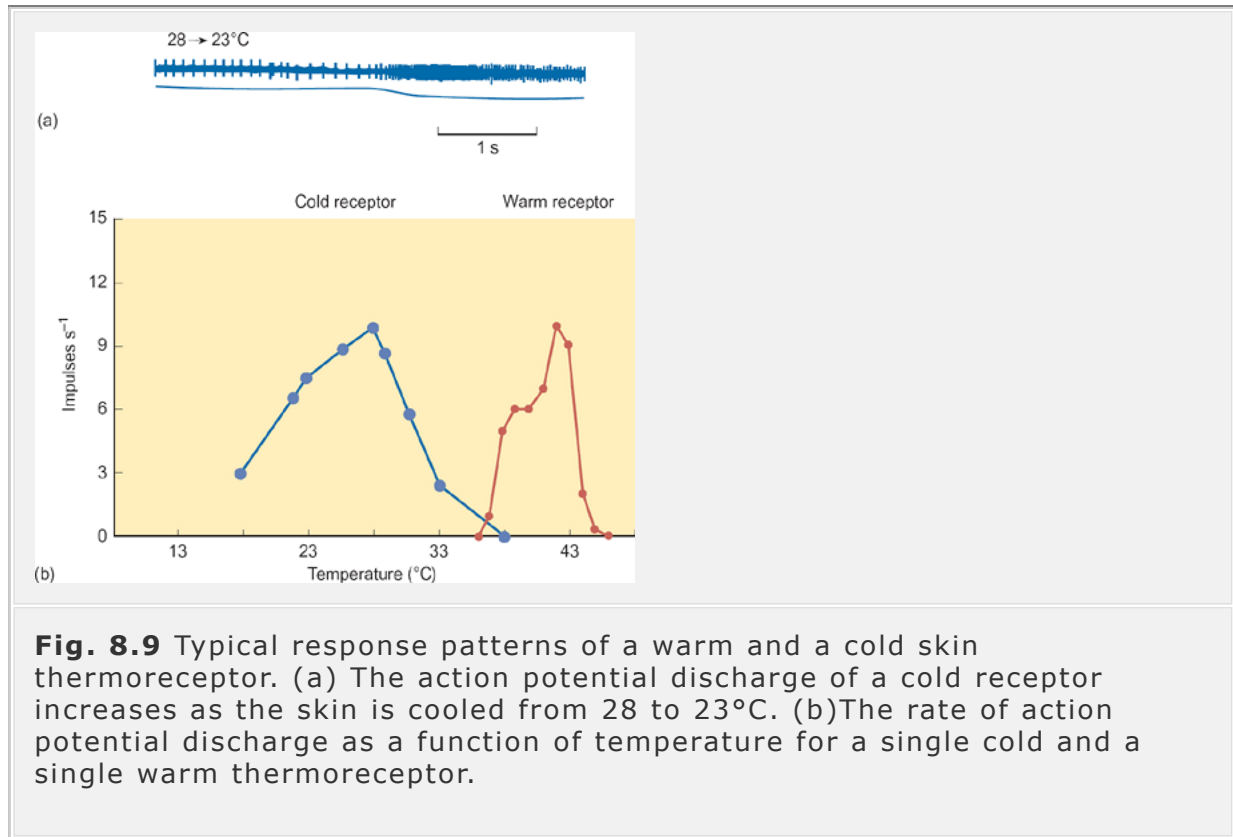 28→ 23°C
(a)
1 s
Cold receptor Warm receptor
15
12
9
6
3
0
Impulses s⁻¹
13 23 33 43
(b)
Temperature (°C)
Fig. 8.9 Typical response patterns of a warm and a cold skin
thermoreceptor. (a) The action potential discharge of a cold receptor
increases as the skin is cooled from 28 to 23°C. (b)The rate of action
potential discharge as a function of temperature for a single cold and a
single warm thermoreceptor.